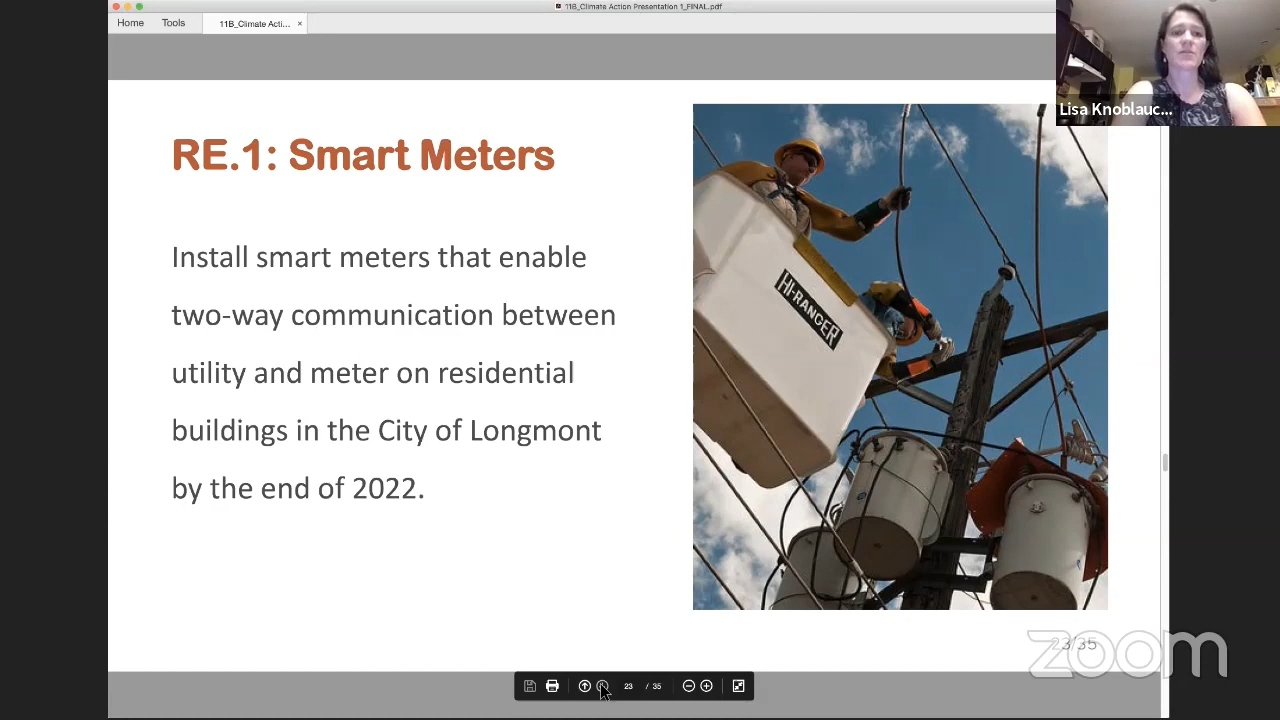 11B_Climate Action Presentation 1_FINAL.pdf
Home Tools 11B_Climate Acti... ×
Lisa Knoblauc...
RE.1: Smart Meters
Install smart meters that enable
two-way communication between
utility and meter on residential
buildings in the City of Longmont
by the end of 2022.
HI-RANGER
23/35
zoom
23 / 35